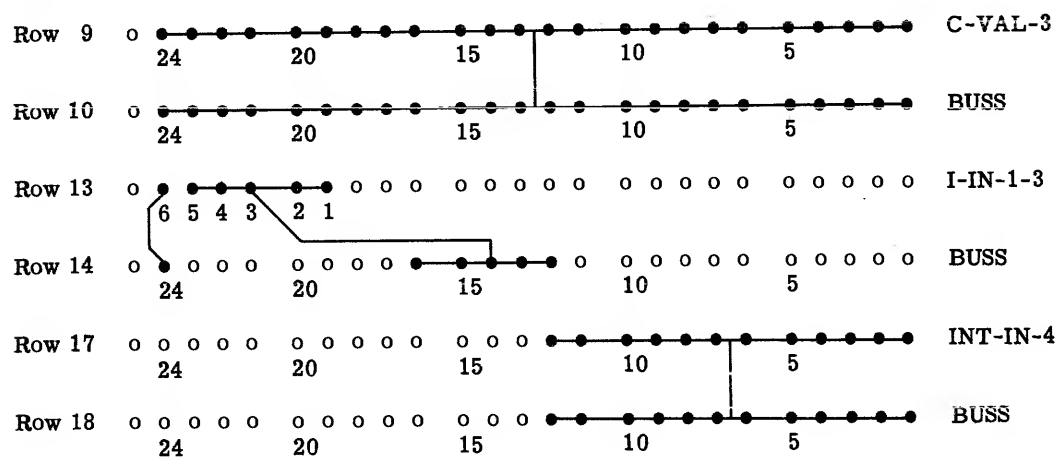 Row 9 C-VAL-3
24 20 15 10 5
Row 10 BUSS
24 20 15 10 5
Row 13 I-IN-1-3
6 5 4 3 2 1
Row 14 BUSS
24 20 15 10 5
Row 17 INT-IN-4
24 20 15 10 5
Row 18 BUSS
24 20 15 10 5